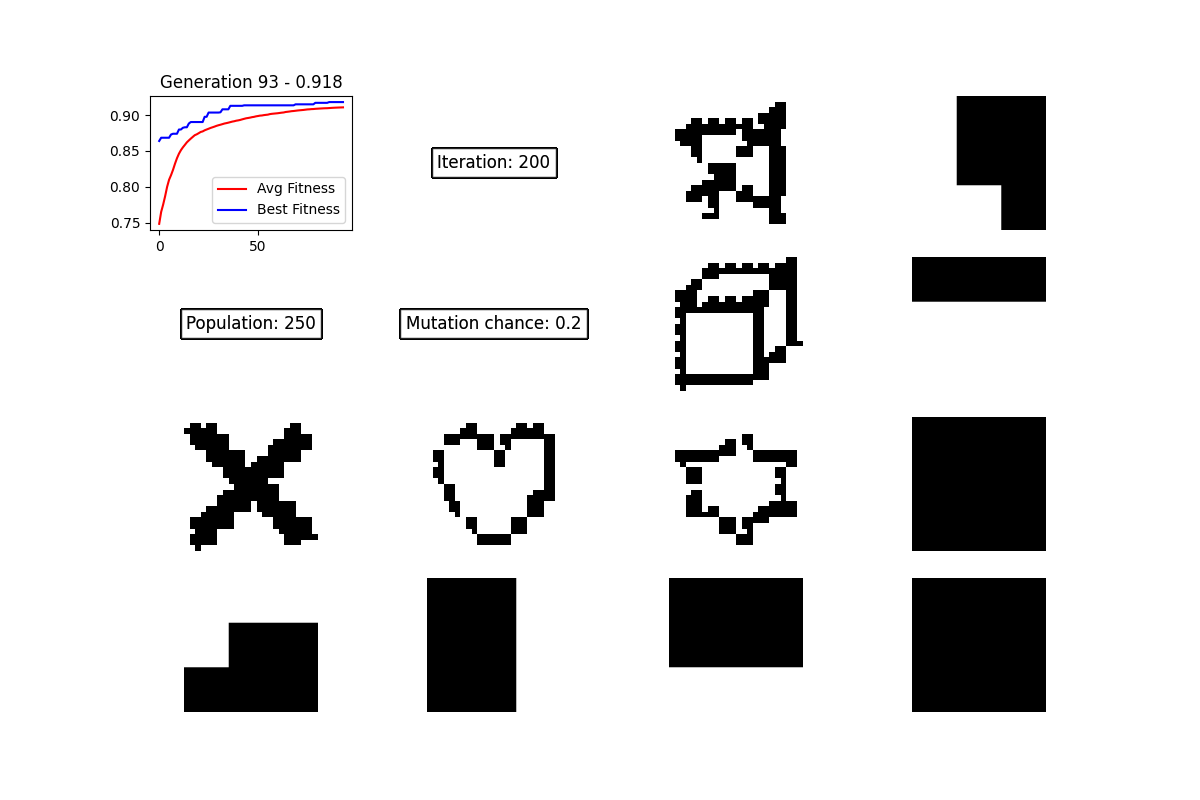 Generation 93 - 0.918
0.90
0.85
0.80
0.75
Avg Fitness
Best Fitness
0
50
Iteration: 200
Population: 250
Mutation chance: 0.2